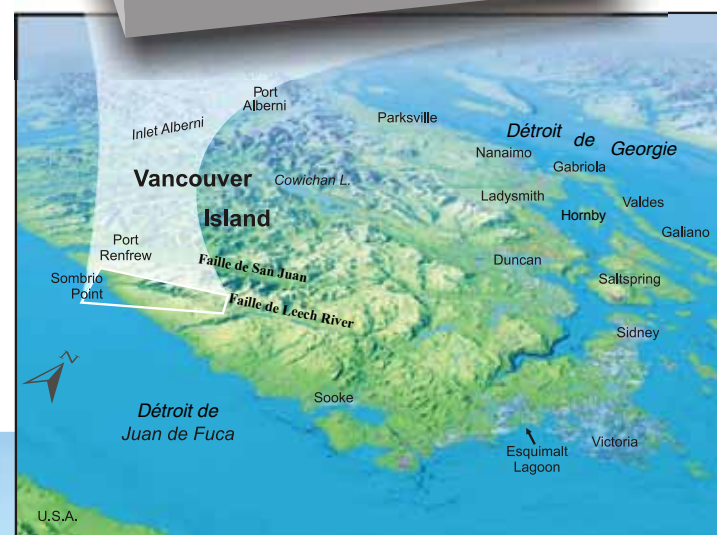 Port
Alberni
Inlet Alberni
Parksville
Détroit de Georgie
Nanaimo
Gabriola
Vancouver
Island
Cowichan L.
Ladysmith
Valdes
Hornby
Galiano
Port
Renfrew
Faille de San Juan
Duncan
Sombrio
Point
Saltspring
Faille de Leech River
Sidney
N
Sooke
Détroit de
Juan de Fuca
Esquimalt
Lagoon
Victoria
U.S.A.